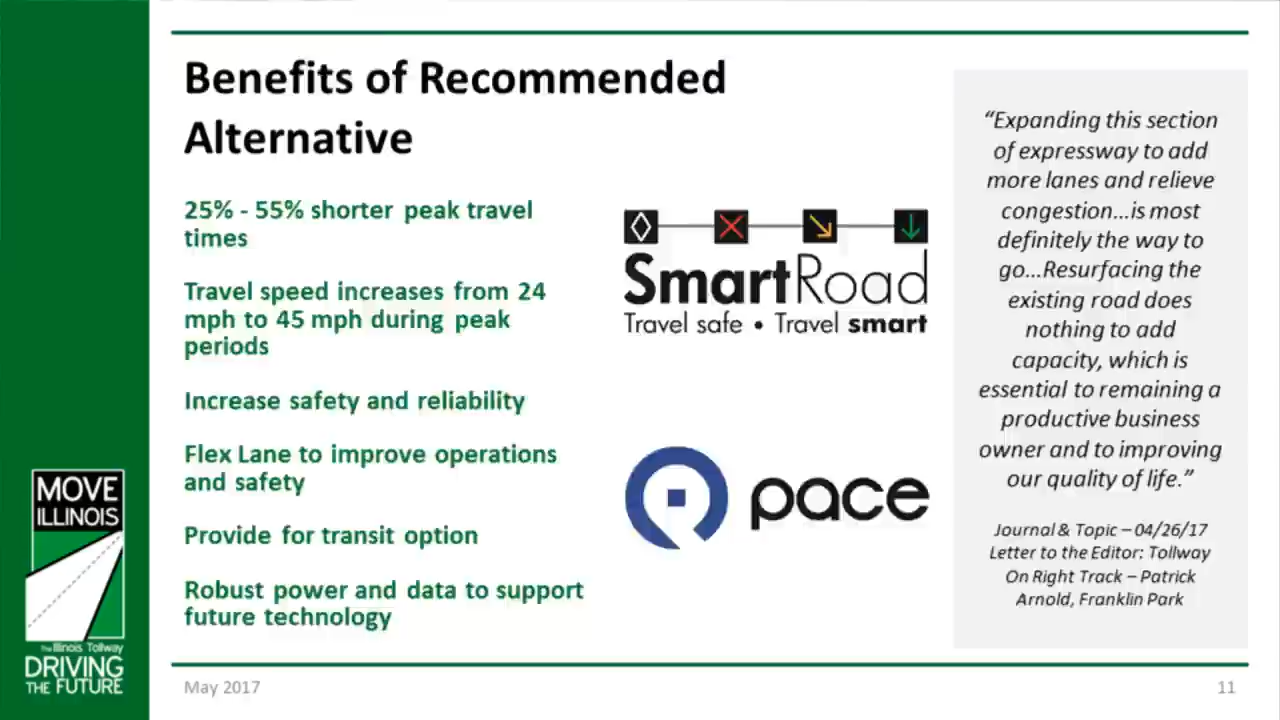 Benefits of Recommended
Alternative
25% - 55% shorter peak travel
times
Travel speed increases from 24
mph to 45 mph during peak
periods
Increase safety and reliability
Flex Lane to improve operations
and safety
Provide for transit option
Robust power and data to support
future technology
SmartRoad
Travel safe • Travel smart
pace
“Expanding this section
of expressway to add
more lanes and relieve
congestion...is most
definitely the way to
go...Resurfacing the
existing road does
nothing to add
capacity, which is
essential to remaining a
productive business
owner and to improving
our quality of life.”
Journal & Topic – 04/26/17
Letter to the Editor: Tollway
On Right Track – Patrick
Arnold, Franklin Park
MOVE
ILLINOIS
The Illinois Tollway
DRIVING
THE FUTURE
May 2017
11